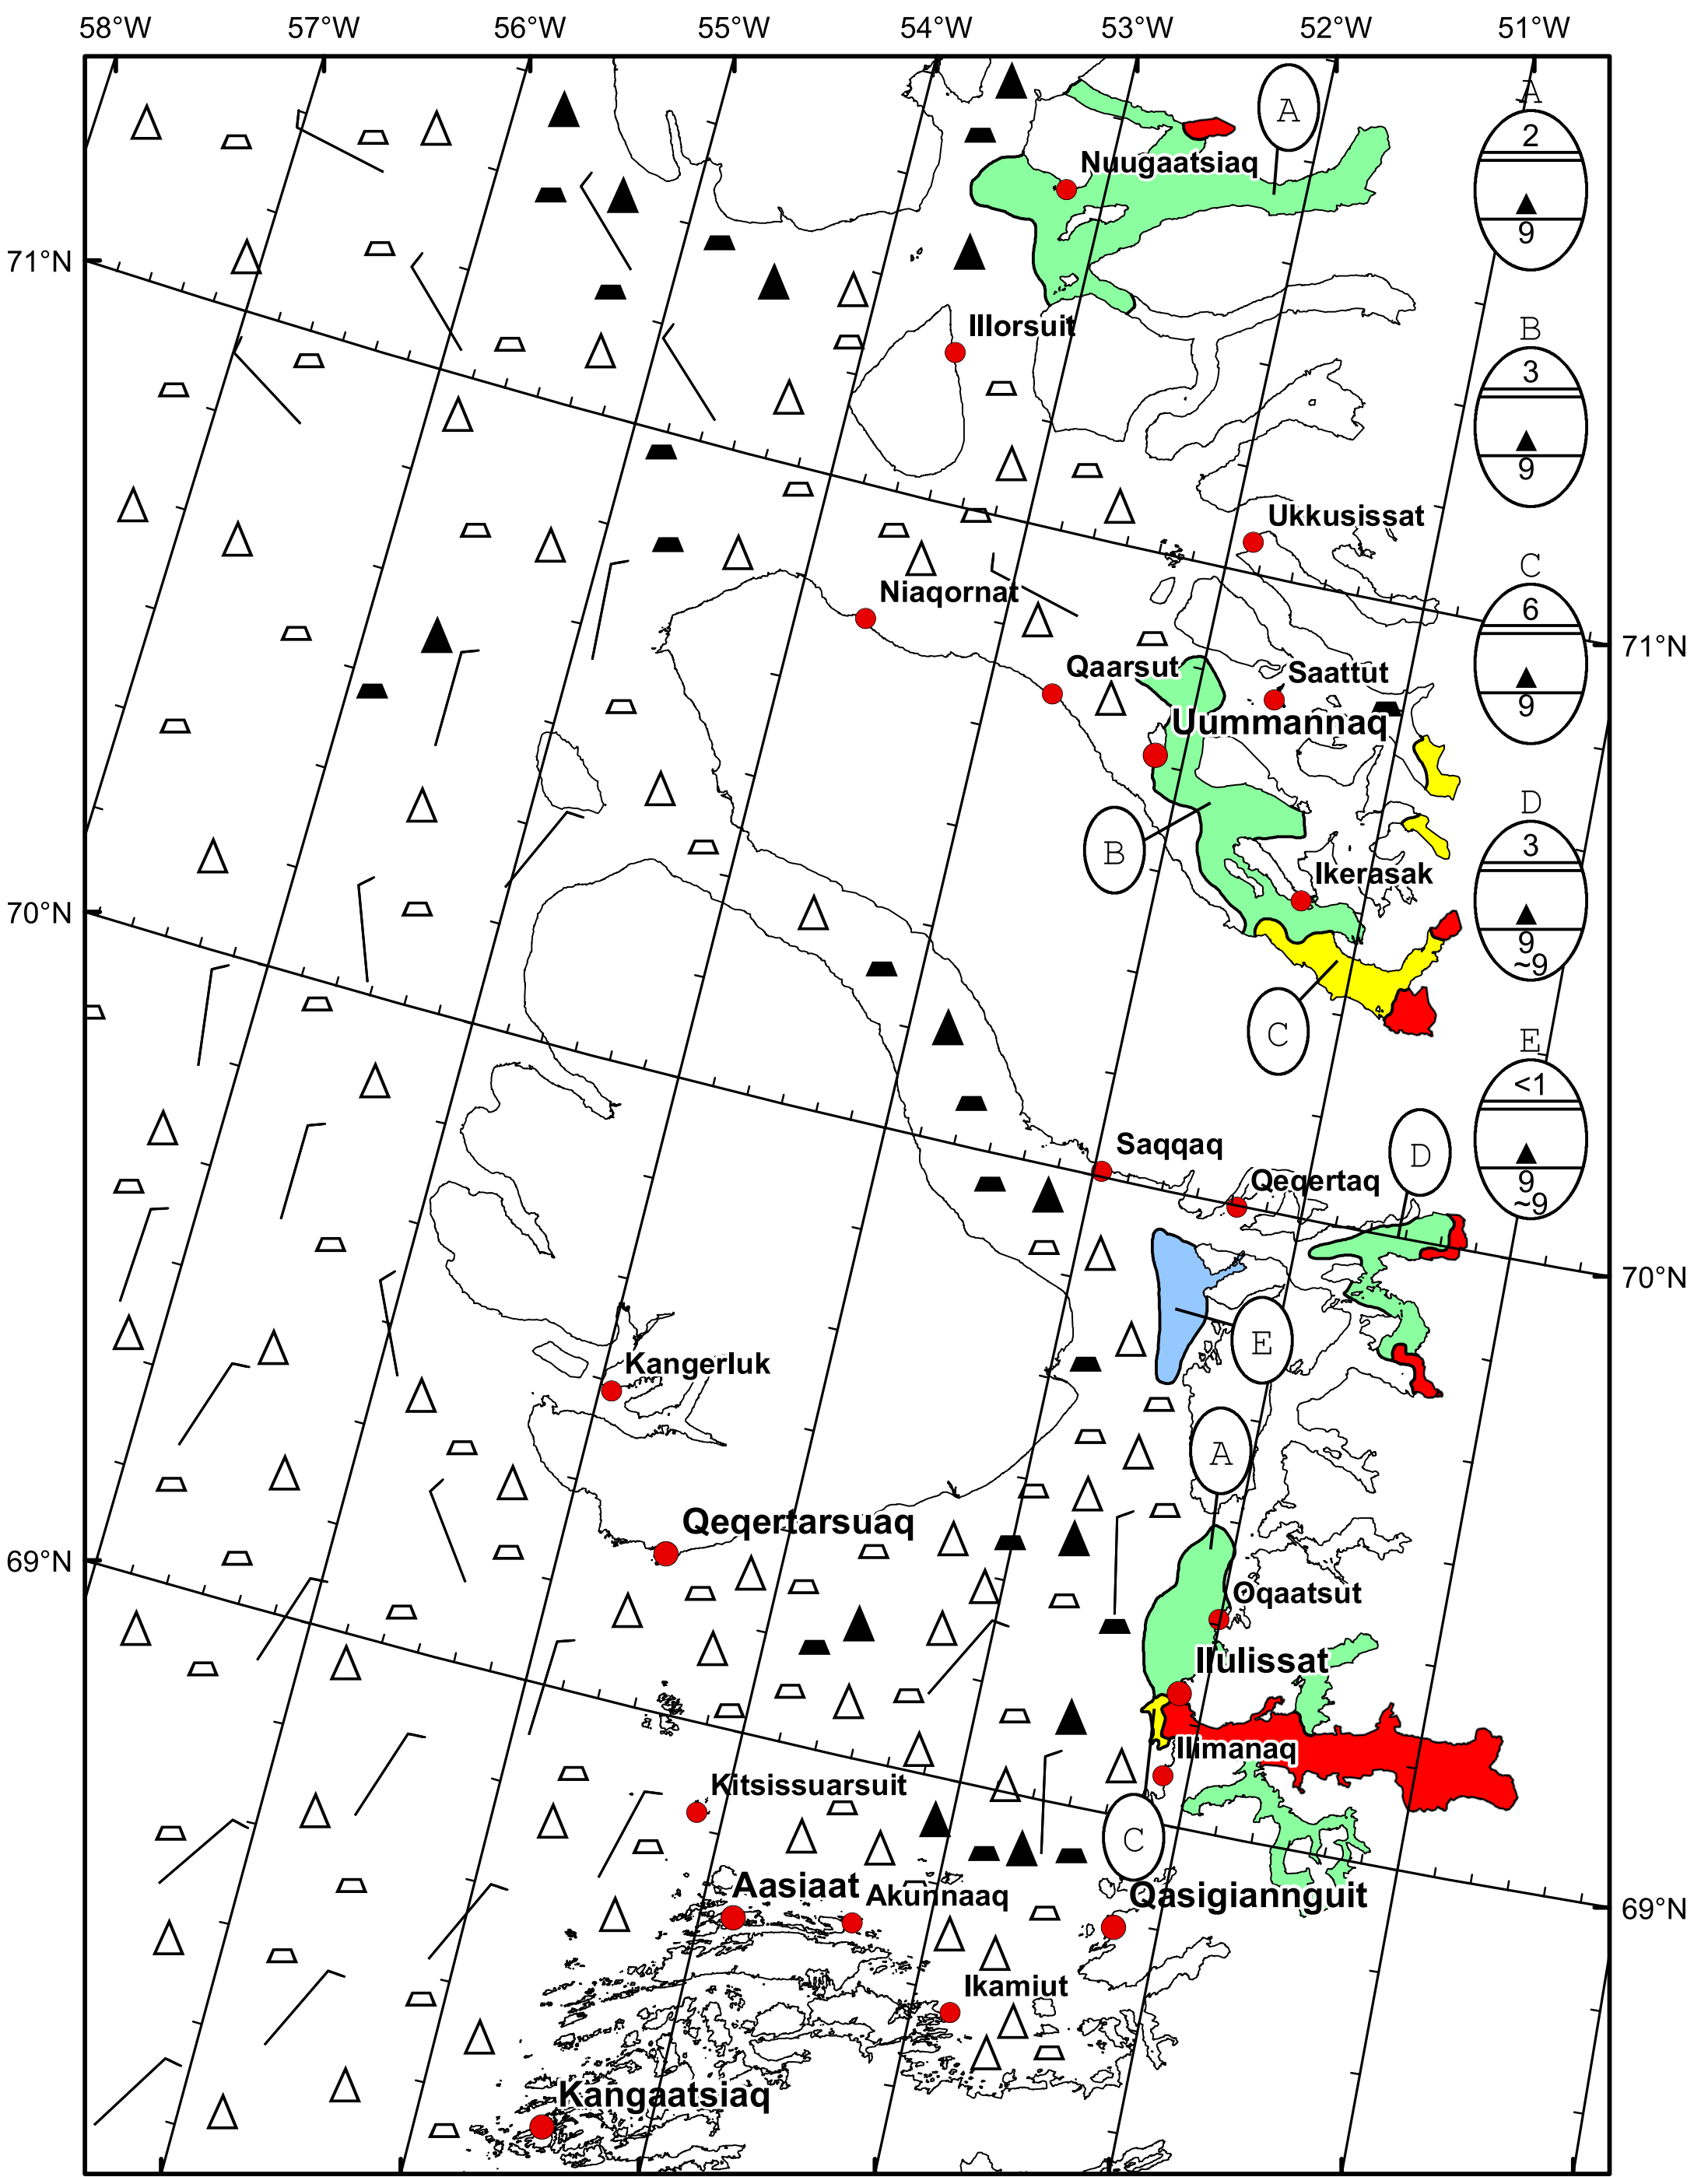 58°W 57°W 56°W 55°W 54°W 53°W 52°W 51°W
A
2
9
A
Nuugaatsiaq
71°N
Illorsuit
B
3
9
Ukkusissat
C
6
9
Niaqornat
71°N
Qaarsut
Saattut
Uummannaq
D
3
9
~9
B
Ikerasak
70°N
C
E
<1
9
~9
Saqqaq
D
Qeqertaq
70°N
E
Kangerluk
A
Qeqertarsuaq
69°N
Oqaatsut
Ilulissat
Ilimanaq
Kitsissuarsuit
C
Aasiaat
Akunnaaq
Qasigiannguit
69°N
Ikamiut
Kangaatsiaq